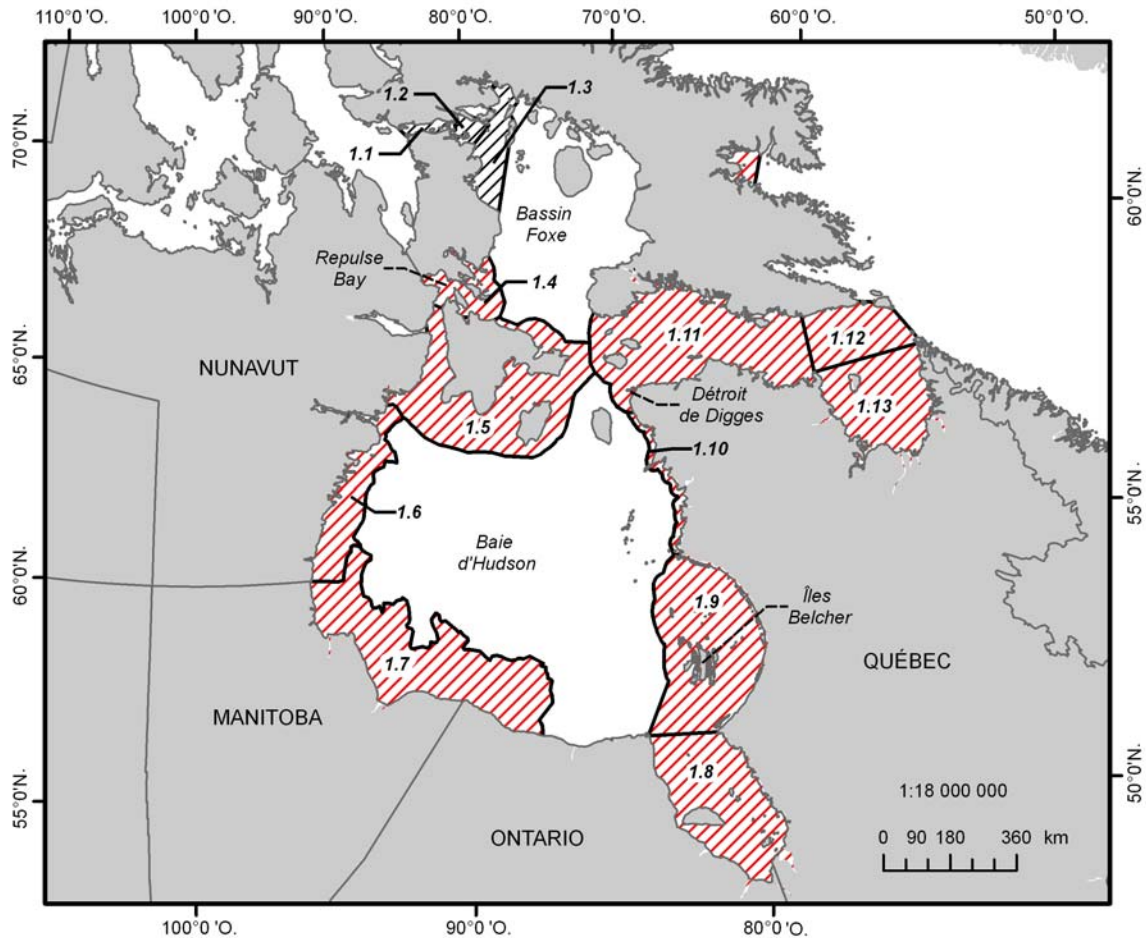 110°0'O.
100°0'O.
90°0'O.
80°0'O.
70°0'O.
60°0'O.
50°0'O.
1.2
1.3
1.1
70°0'N.
60°0'N.
Bassin
Foxe
Repulse
Bay
1.4
1.11
1.12
65°0'N.
NUNAVUT
Détroit
de Digges
1.13
1.5
1.10
1.6
55°0'N.
Baie
d'Hudson
60°0'N.
1.9
Îles
Belcher
1.7
QUÉBEC
MANITOBA
1.8
50°0'N.
1:18 000 000
55°0'N.
ONTARIO
0 90 180 360 km
100°0'O.
90°0'O.
80°0'O.